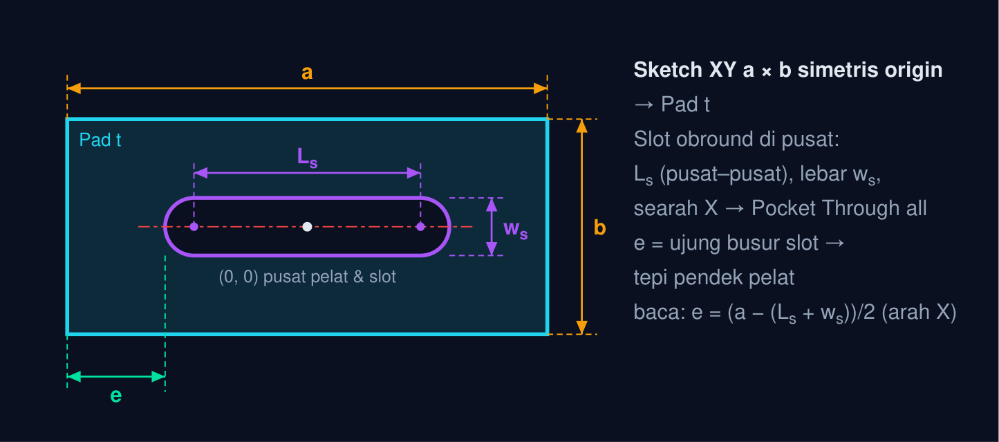 a
Pad t
Lₛ
wₛ
b
(0, 0) pusat pelat & slot
e
Sketch XY a × b simetris origin
→ Pad t
Slot obround di pusat:
Lₛ (pusat–pusat), lebar wₛ,
searah X → Pocket Through all
e = ujung busur slot →
tepi pendek pelat
baca: e = (a − (Lₛ + wₛ))/2 (arah X)